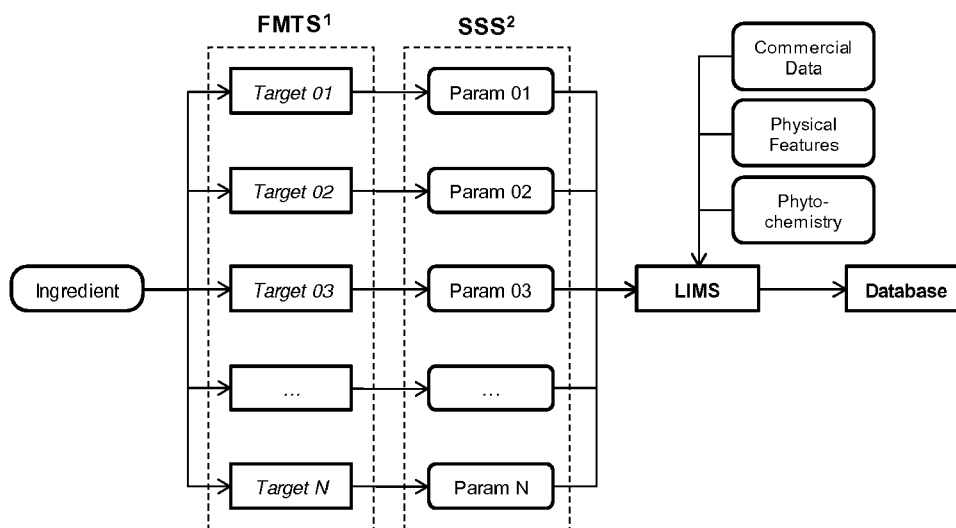 FMTS¹
SSS²
Commercial
Data
Target 01
Param 01
Physical
Features
Target 02
Param 02
Phyto-
chemistry
Ingredient
Target 03
Param 03
LIMS
Database
...
...
Target N
Param N